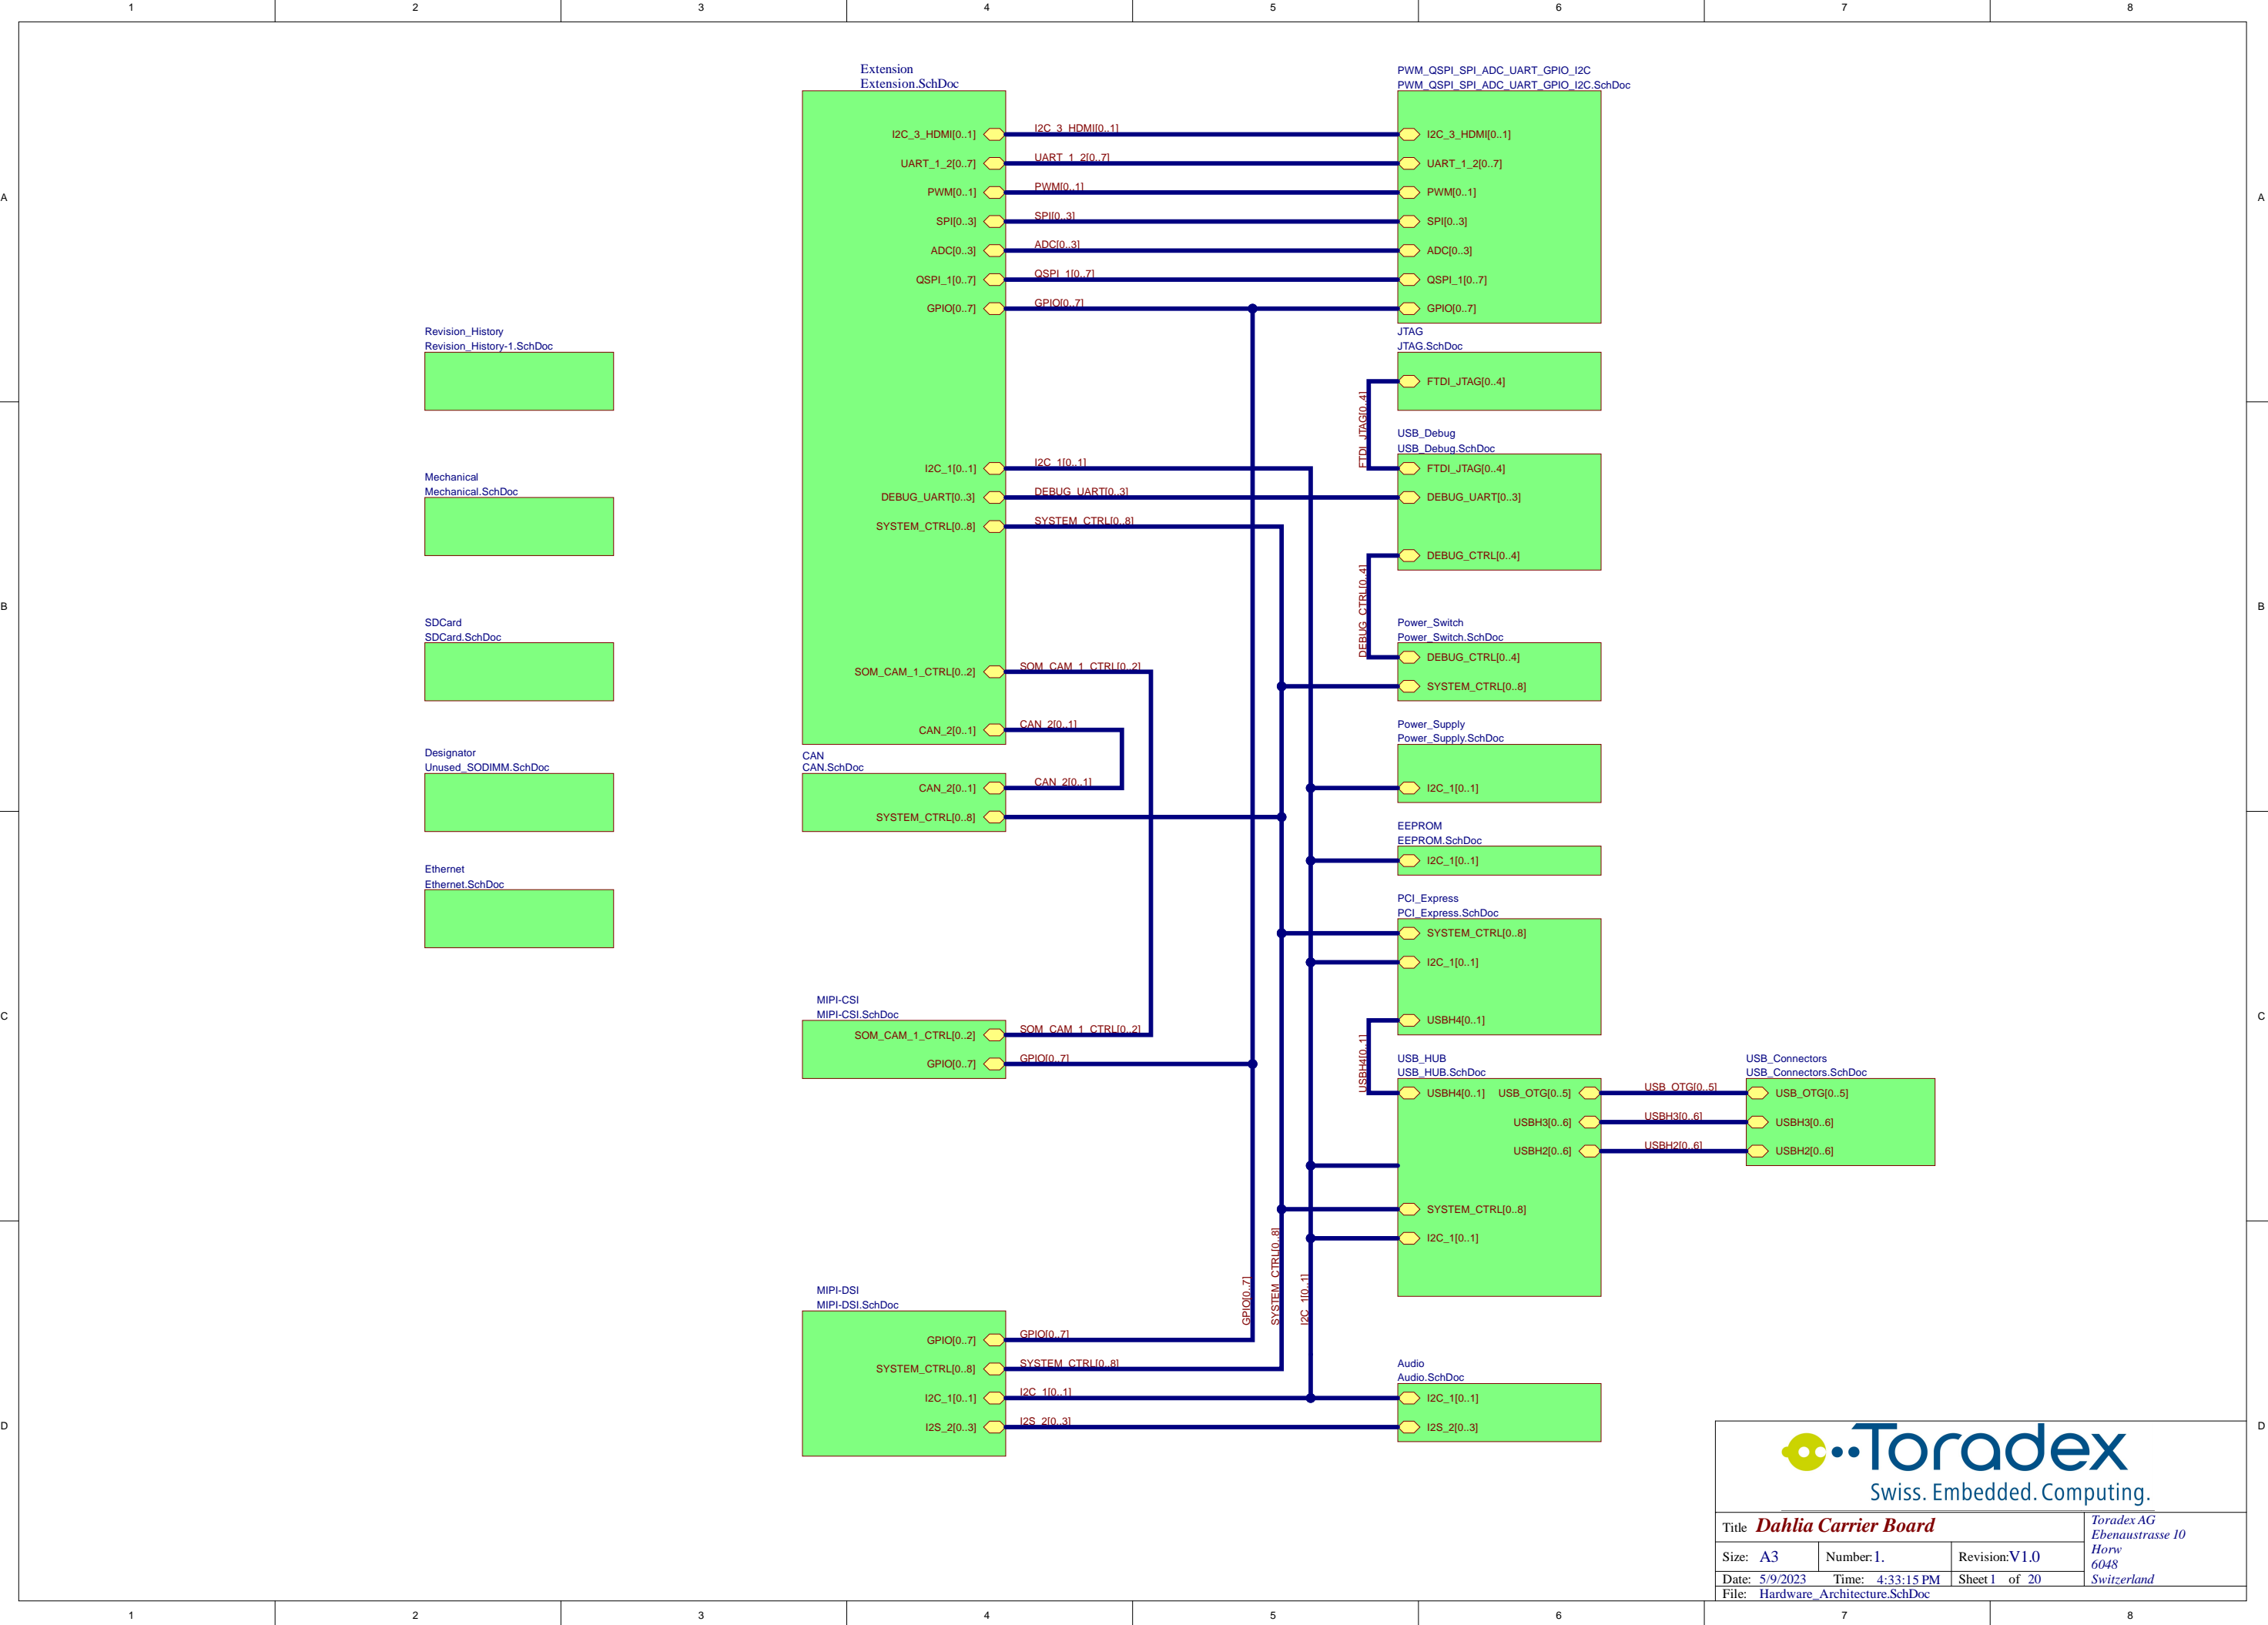 1 2 3 4 5 6 7 8
A
A
B
B
C
C
D
D
Revision_History
Revision_History-1.SchDoc
Mechanical
Mechanical.SchDoc
SDCard
SDCard.SchDoc
Designator
Unused_SODIMM.SchDoc
Ethernet
Ethernet.SchDoc
Extension
Extension.SchDoc
I2C_3_HDMI[0..1]
UART_1_2[0..7]
PWM[0..1]
SPI[0..3]
ADC[0..3]
QSPI_1[0..7]
GPIO[0..7]
I2C_1[0..1]
DEBUG_UART[0..3]
SYSTEM_CTRL[0..8]
SOM_CAM_1_CTRL[0..2]
CAN_2[0..1]
I2C_3_HDMI[0..1]
UART_1_2[0..7]
PWM[0..1]
SPI[0..3]
ADC[0..3]
QSPI_1[0..7]
GPIO[0..7]
I2C_1[0..1]
DEBUG_UART[0..3]
SYSTEM_CTRL[0..8]
SOM_CAM_1_CTRL[0..2]
CAN_2[0..1]
CAN
CAN.SchDoc
CAN_2[0..1]
SYSTEM_CTRL[0..8]
CAN_2[0..1]
MIPI-CSI
MIPI-CSI.SchDoc
SOM_CAM_1_CTRL[0..2]
GPIO[0..7]
SOM_CAM_1_CTRL[0..2]
GPIO[0..7]
MIPI-DSI
MIPI-DSI.SchDoc
GPIO[0..7]
SYSTEM_CTRL[0..8]
I2C_1[0..1]
I2S_2[0..3]
GPIO[0..7]
SYSTEM_CTRL[0..8]
I2C_1[0..1]
I2S_2[0..3]
GPIO[0..7]
SYSTEM_CTRL[0..8]
I2C_1[0..1]
PWM_QSPI_SPI_ADC_UART_GPIO_I2C
PWM_QSPI_SPI_ADC_UART_GPIO_I2C.SchDoc
I2C_3_HDMI[0..1]
UART_1_2[0..7]
PWM[0..1]
SPI[0..3]
ADC[0..3]
QSPI_1[0..7]
GPIO[0..7]
JTAG
JTAG.SchDoc
FTDI_JTAG[0..4]
FTDI_JTAG[0..4]
USB_Debug
USB_Debug.SchDoc
FTDI_JTAG[0..4]
DEBUG_UART[0..3]
DEBUG_CTRL[0..4]
DEBUG_CTRL[0..4]
Power_Switch
Power_Switch.SchDoc
DEBUG_CTRL[0..4]
SYSTEM_CTRL[0..8]
Power_Supply
Power_Supply.SchDoc
I2C_1[0..1]
EEPROM
EEPROM.SchDoc
I2C_1[0..1]
PCI_Express
PCI_Express.SchDoc
SYSTEM_CTRL[0..8]
I2C_1[0..1]
USBH4[0..1]
USBH4[0..1]
USB_HUB
USB_HUB.SchDoc
USBH4[0..1] USB_OTG[0..5]
USBH3[0..6]
USBH2[0..6]
SYSTEM_CTRL[0..8]
I2C_1[0..1]
USB_OTG[0..5]
USBH3[0..6]
USBH2[0..6]
USB_Connectors
USB_Connectors.SchDoc
USB_OTG[0..5]
USBH3[0..6]
USBH2[0..6]
Audio
Audio.SchDoc
I2C_1[0..1]
I2S_2[0..3]
Toradex
Swiss. Embedded. Computing.
Title Dahlia Carrier Board
Size: A3 Number:1. Revision:V1.0
Date: 5/9/2023 Time: 4:33:15 PM Sheet 1 of 20
File: Hardware_Architecture.SchDoc
Toradex AG
Ebenaustrasse 10
Horw
6048
Switzerland
1 2 3 4 5 6 7 8